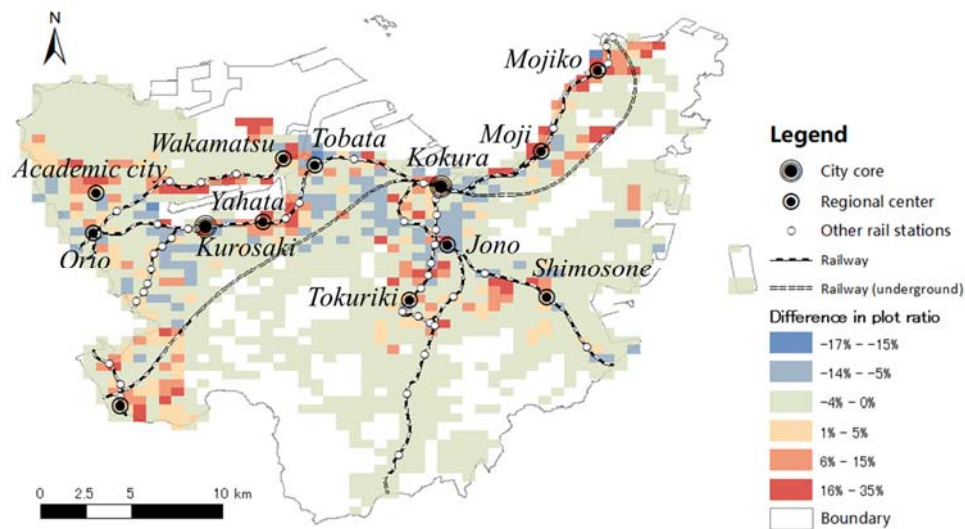 N
Mojiko
Moji
Wakamatsu
Tobata
Kokura
Academic city
Yahata
Orio
Kurosaki
Jono
Shimosone
Tokuriki
0 2.5 5 10 km
Legend
City core
Regional center
Other rail stations
Railway
Railway (underground)
Difference in plot ratio
-17% - -15%
-14% - -5%
-4% - 0%
1% - 5%
6% - 15%
16% - 35%
Boundary